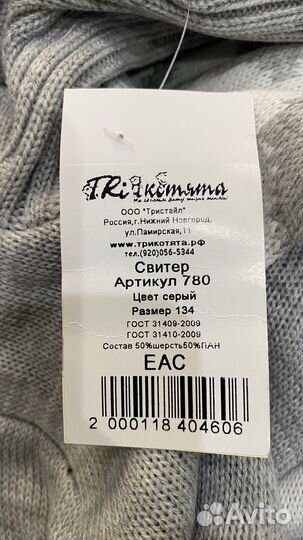 TRiкотята
ООО "Тристайл"
Россия,г.Нижний Новгород,
ул.Памирская,11
www.трикотята.рф
тел.(920)056-5344
Свитер
Артикул 780
Цвет серый
Размер 134
ГОСТ 31409-2009
ГОСТ 31410-2009
Состав 50%шерсть50%ПАН
EAC
2 000118 404606
Avito